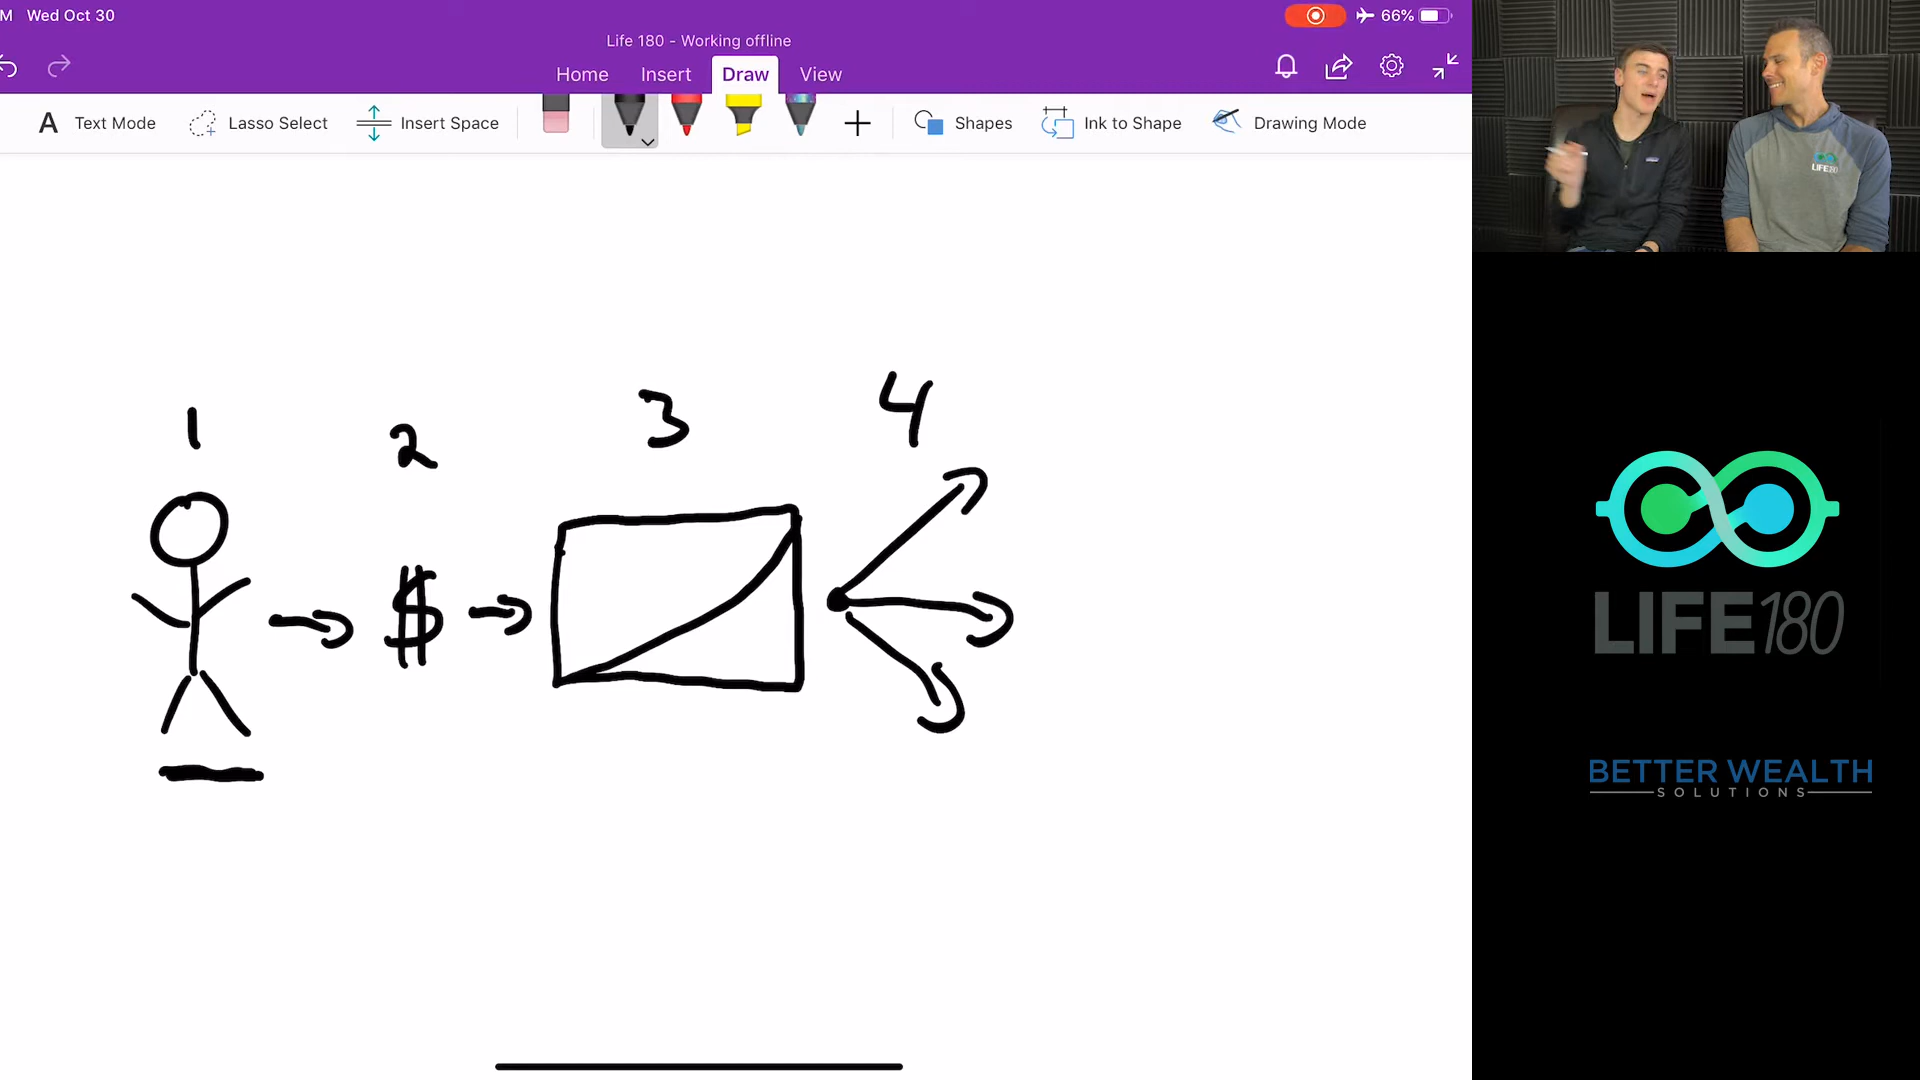 M Wed Oct 30
66%
Life 180 - Working offline
Home Insert Draw View
A Text Mode Lasso Select Insert Space Shapes Ink to Shape Drawing Mode
1 2 3 4
$
LIFE180
LIFE180
BETTER WEALTH
SOLUTIONS